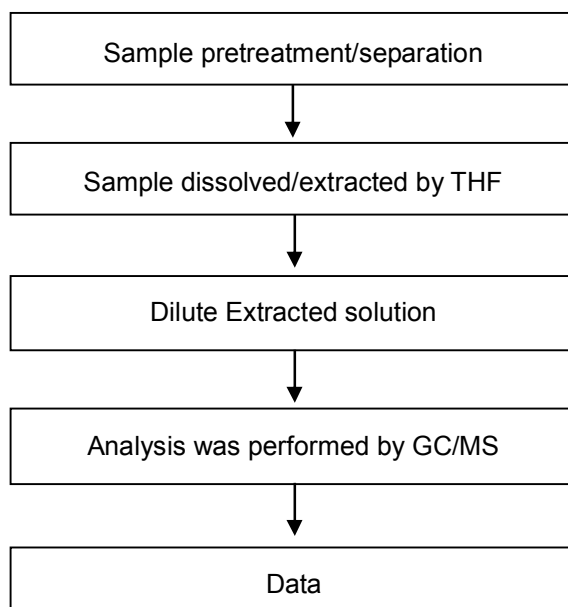 Sample pretreatment/separation
Sample dissolved/extracted by THF
Dilute Extracted solution
Analysis was performed by GC/MS
Data